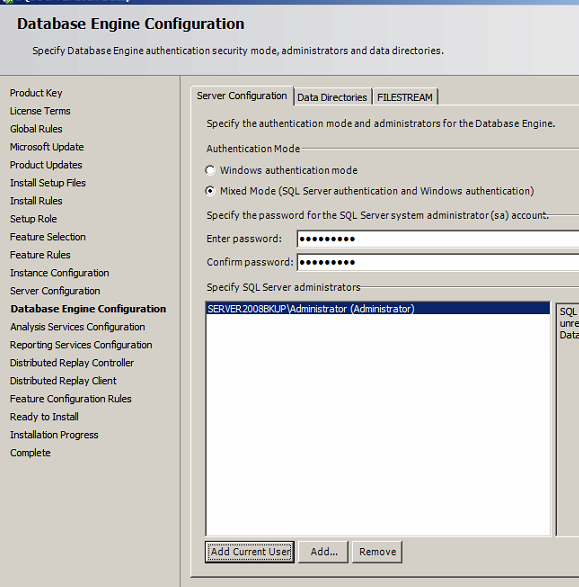 Database Engine Configuration
Specify Database Engine authentication security mode, administrators and data directories.
Product Key
License Terms
Global Rules
Microsoft Update
Product Updates
Install Setup Files
Install Rules
Setup Role
Feature Selection
Feature Rules
Instance Configuration
Server Configuration
Database Engine Configuration
Analysis Services Configuration
Reporting Services Configuration
Distributed Replay Controller
Distributed Replay Client
Feature Configuration Rules
Ready to Install
Installation Progress
Complete
Server Configuration Data Directories FILESTREAM
Specify the authentication mode and administrators for the Database Engine.
Authentication Mode
Windows authentication mode
Mixed Mode (SQL Server authentication and Windows authentication)
Specify the password for the SQL Server system administrator (sa) account.
Enter password: ●●●●●●●●●
Confirm password: ●●●●●●●●●
Specify SQL Server administrators
SERVER2008BKUP\Administrator (Administrator)
SQL
unre
Data
Add Current User Add... Remove